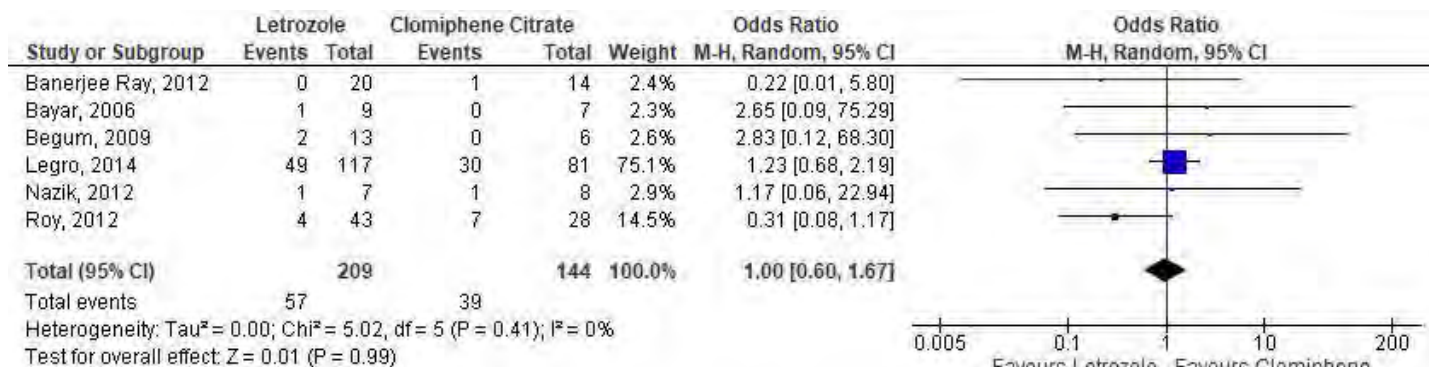 Letrozole Clomiphene Citrate Odds Ratio Odds Ratio
Study or Subgroup Events Total Events Total Weight M-H, Random, 95% CI M-H, Random, 95% CI
Banerjee Ray, 2012 0 20 1 14 2.4% 0.22 [0.01, 5.80]
Bayar, 2006 1 9 0 7 2.3% 2.65 [0.09, 75.29]
Begum, 2009 2 13 0 6 2.6% 2.83 [0.12, 68.30]
Legro, 2014 49 117 30 81 75.1% 1.23 [0.68, 2.19]
Nazik, 2012 1 7 1 8 2.9% 1.17 [0.06, 22.94]
Roy, 2012 4 43 7 28 14.5% 0.31 [0.08, 1.17]
Total (95% CI) 209 144 100.0% 1.00 [0.60, 1.67]
Total events 57 39
Heterogeneity: Tau² = 0.00; Chi² = 5.02, df = 5 (P = 0.41); I² = 0%
Test for overall effect: Z = 0.01 (P = 0.99)
0.005 0.1 1 10 200
Favours Letrozole Favours Clomiphene